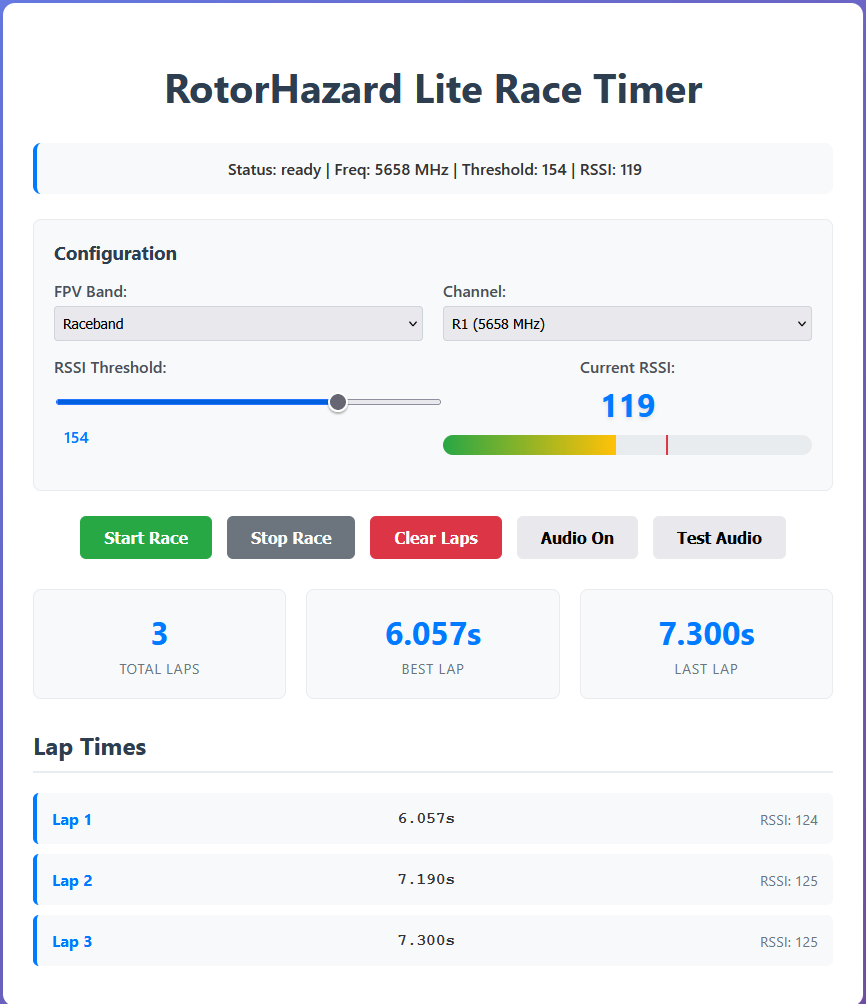 RotorHazard Lite Race Timer
Status: ready | Freq: 5658 MHz | Threshold: 154 | RSSI: 119
Configuration
FPV Band:
Channel:
Raceband
R1 (5658 MHz)
RSSI Threshold:
Current RSSI:
119
154
Start Race
Stop Race
Clear Laps
Audio On
Test Audio
3
TOTAL LAPS
6.057s
BEST LAP
7.300s
LAST LAP
Lap Times
Lap 1 6.057s RSSI: 124
Lap 2 7.190s RSSI: 125
Lap 3 7.300s RSSI: 125